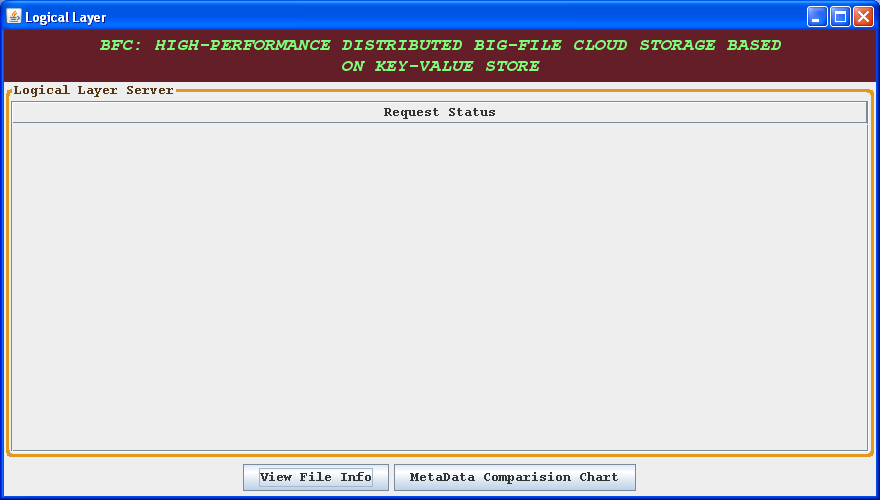 Logical Layer
BFC: HIGH-PERFORMANCE DISTRIBUTED BIG-FILE CLOUD STORAGE BASED
ON KEY-VALUE STORE
Logical Layer Server
Request Status
View File Info
MetaData Comparision Chart